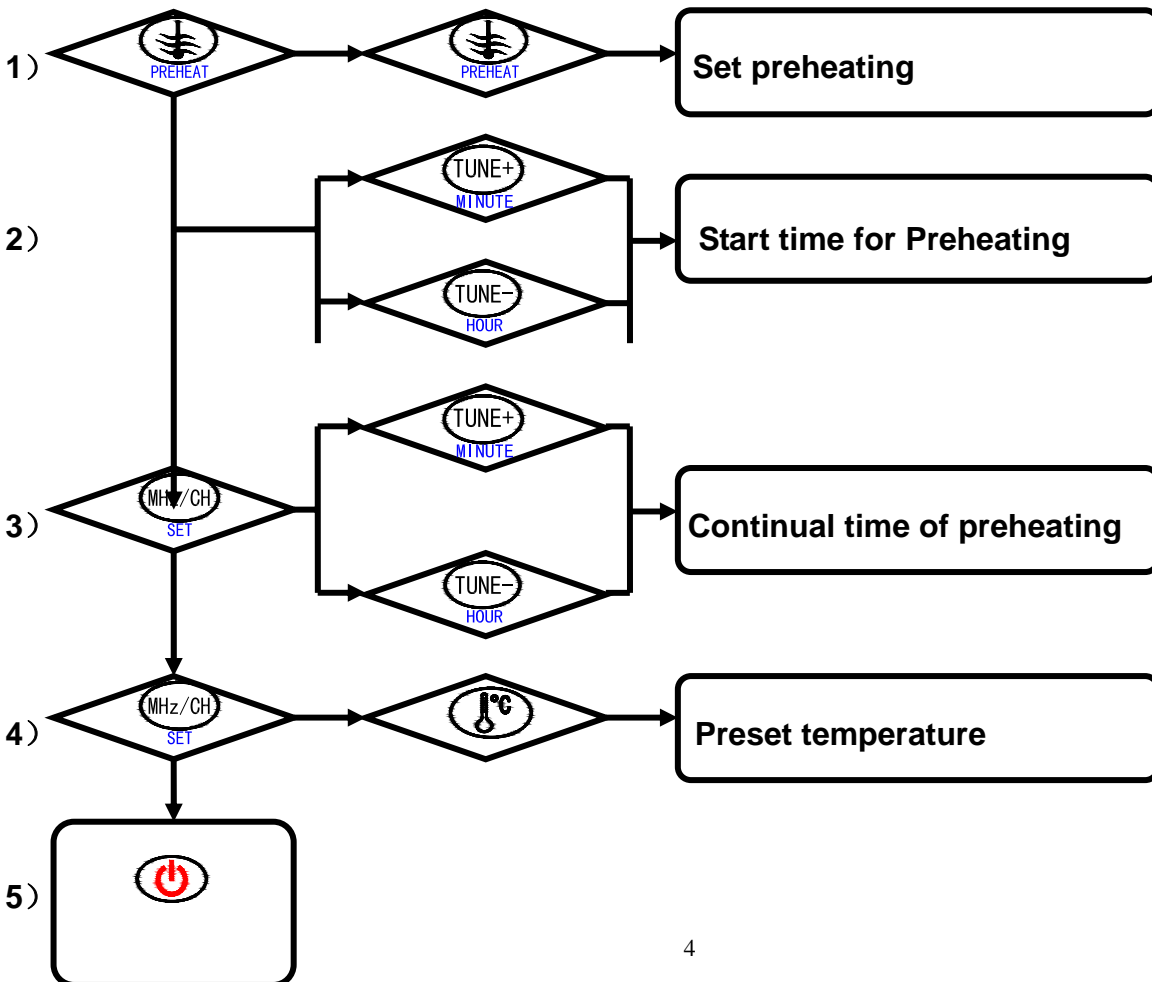 1）
PREHEAT
PREHEAT
Set preheating
2）
TUNE+
MINUTE
TUNE-
HOUR
Start time for Preheating
3）
MHz/CH
SET
TUNE+
MINUTE
TUNE-
HOUR
Continual time of preheating
4）
MHz/CH
SET
°C
Preset temperature
5）
4